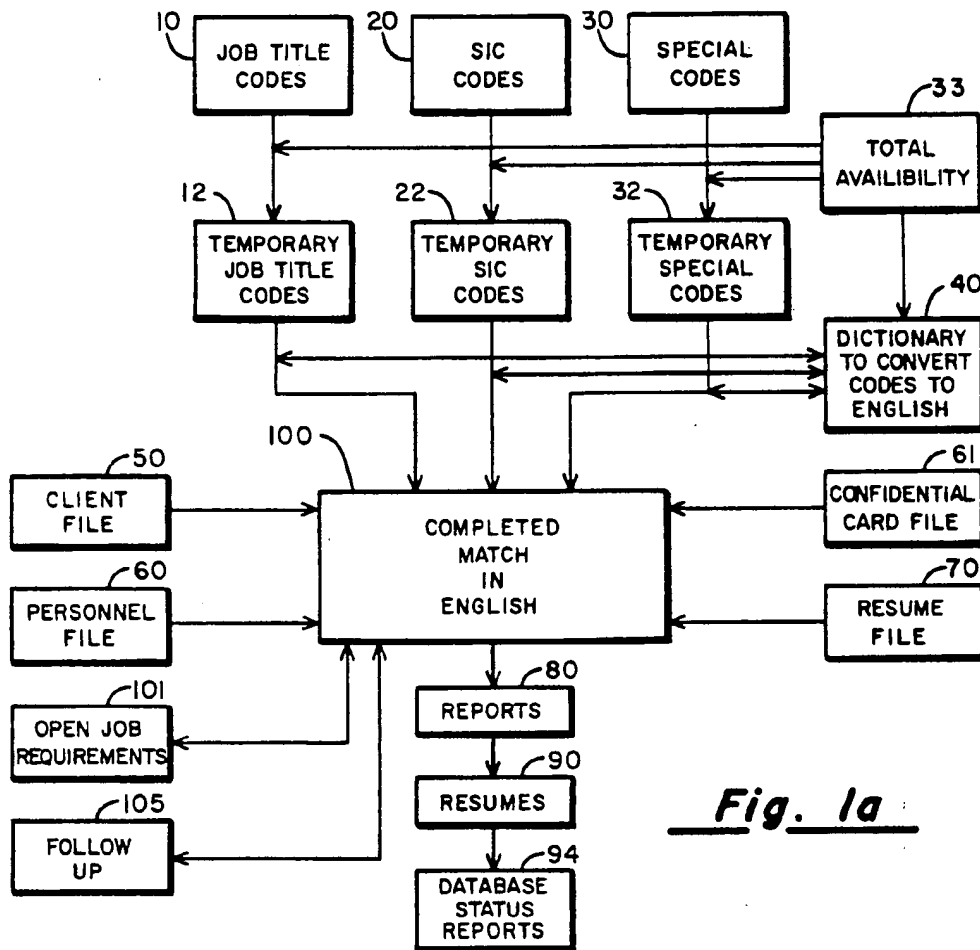 10
JOB TITLE
CODES
20
SIC
CODES
30
SPECIAL
CODES
33
TOTAL
AVAILIBILITY
12
TEMPORARY
JOB TITLE
CODES
22
TEMPORARY
SIC
CODES
32
TEMPORARY
SPECIAL
CODES
40
DICTIONARY
TO CONVERT
CODES TO
ENGLISH
100
COMPLETED
MATCH
IN
ENGLISH
50
CLIENT
FILE
61
CONFIDENTIAL
CARD FILE
60
PERSONNEL
FILE
70
RESUME
FILE
101
OPEN JOB
REQUIREMENTS
80
REPORTS
105
FOLLOW
UP
90
RESUMES
94
DATABASE
STATUS
REPORTS
Fig. 1a